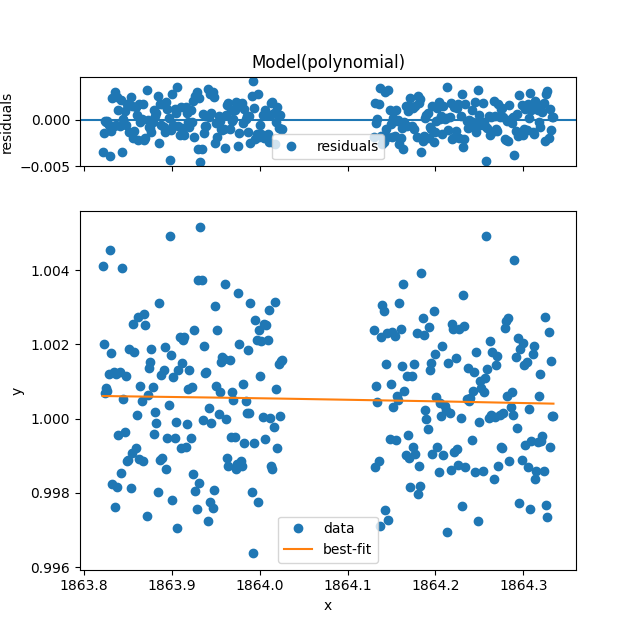 Model(polynomial)
residuals
0.000
−0.005
residuals
y
1.004
1.002
1.000
0.998
0.996
data
best-fit
1863.8 1863.9 1864.0 1864.1 1864.2 1864.3
x